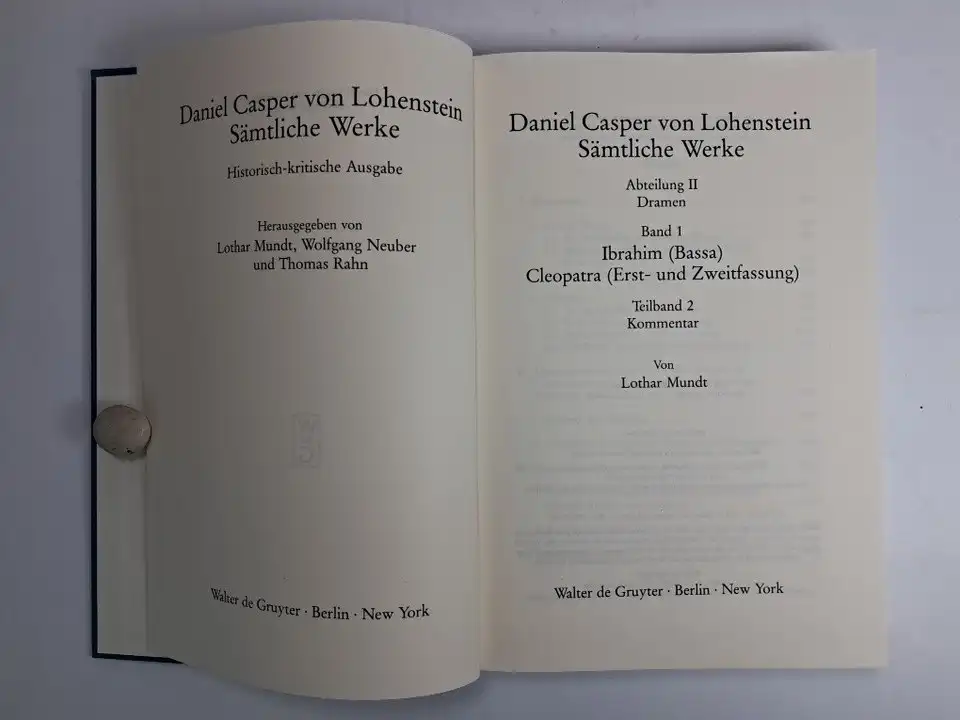 Daniel Casper von Lohenstein
Sämtliche Werke
Historisch-kritische Ausgabe
Herausgegeben von
Lothar Mundt, Wolfgang Neuber
und Thomas Rahn
Walter de Gruyter · Berlin · New York
Daniel Casper von Lohenstein
Sämtliche Werke
Abteilung II
Dramen
Band 1
Ibrahim (Bassa)
Cleopatra (Erst- und Zweitfassung)
Teilband 2
Kommentar
Von
Lothar Mundt
Walter de Gruyter · Berlin · New York